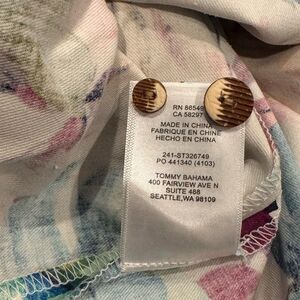 RN 86549
CA 58297
MADE IN CHINA
FABRIQUE EN CHINE
HECHO EN CHINA
241-ST326749
PO 441340 (4103)
TOMMY BAHAMA
400 FAIRVIEW AVE N
SUITE 488
SEATTLE,WA 98109